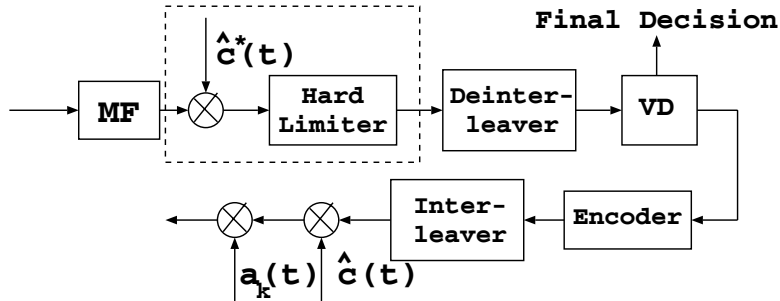 Final Decision
ĉ*(t)
MF
Hard
Limiter
Deinter-
leaver
VD
Inter-
leaver
Encoder
a_k(t)
ĉ(t)